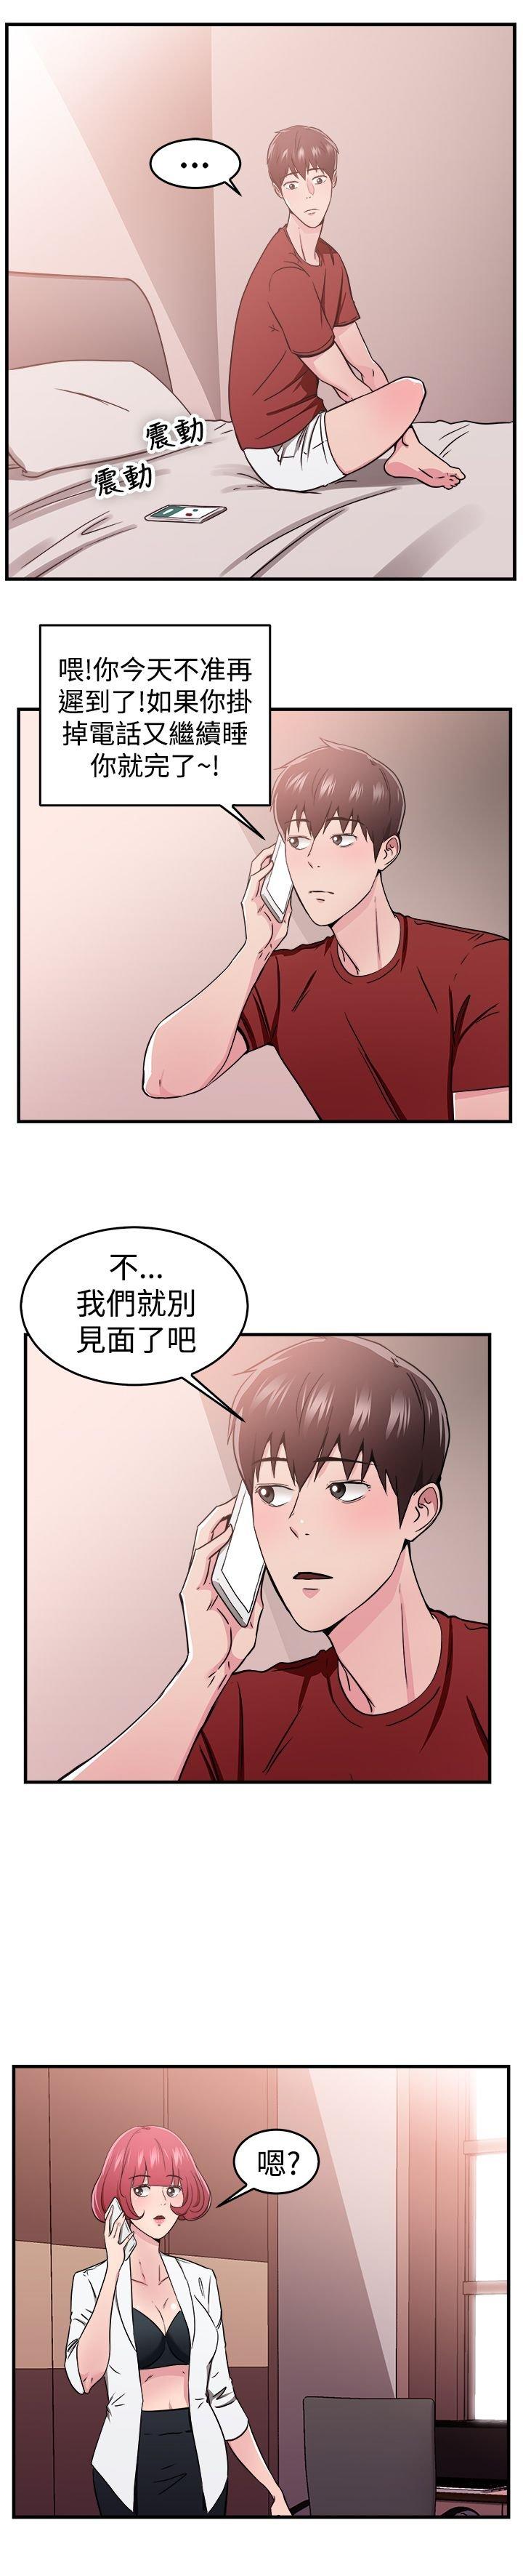 ...
震動
震動
喂!你今天不准再
遲到了!如果你掛
掉電話又繼續睡
你就完了~!
不...
我們就別
見面了吧
嗯?